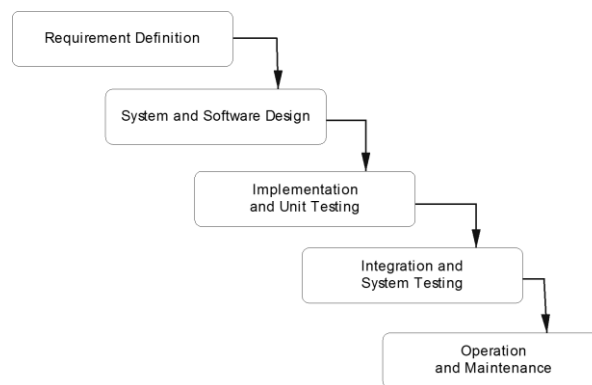 Requirement Definition
System and Software Design
Implementation
and Unit Testing
Integration and
System Testing
Operation
and Maintenance